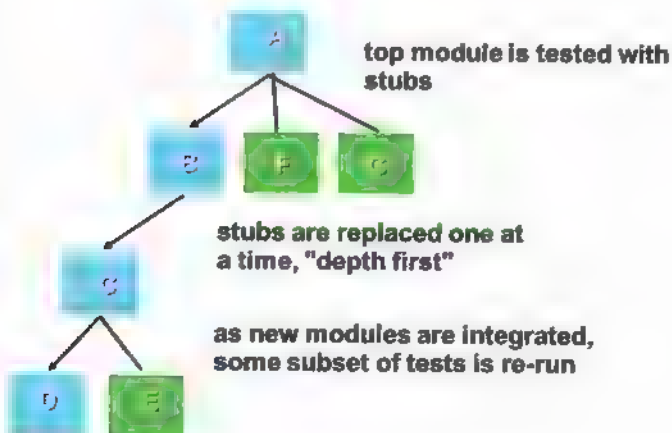 A
top module is tested with
stubs
B
F
G
stubs are replaced one at
a time, "depth first"
C
as new modules are integrated,
some subset of tests is re-run
D
E